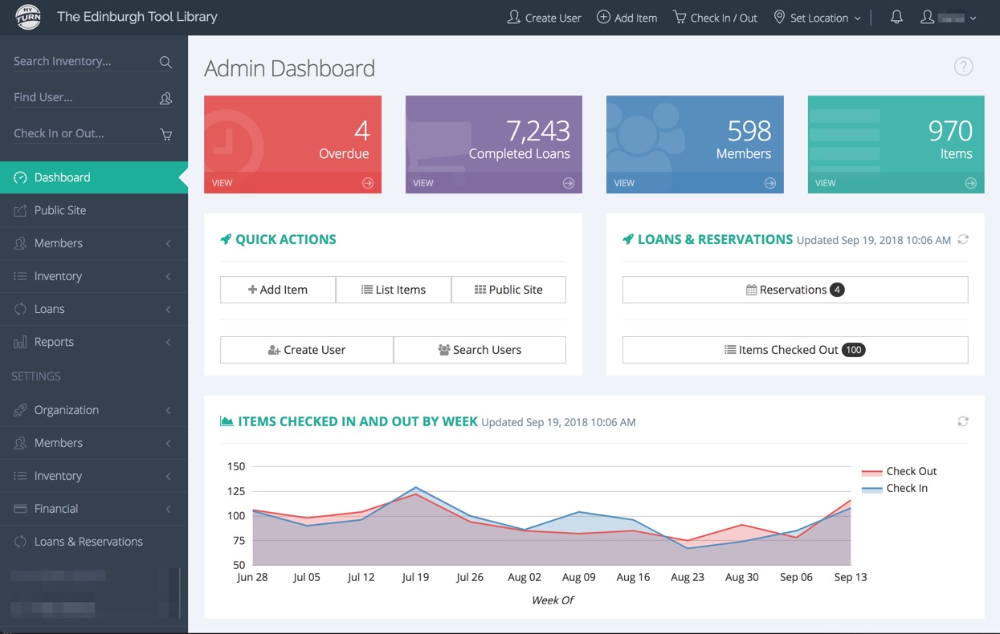 MY TURN
The Edinburgh Tool Library
Create User
Add Item
Check In / Out
Set Location
Search Inventory...
Find User...
Check In or Out...
Dashboard
Public Site
Members
Inventory
Loans
Reports
SETTINGS
Organization
Members
Inventory
Financial
Loans & Reservations
Admin Dashboard
?
4
Overdue
VIEW
7,243
Completed Loans
VIEW
598
Members
VIEW
970
Items
VIEW
QUICK ACTIONS
Add Item
List Items
Public Site
Create User
Search Users
LOANS & RESERVATIONS Updated Sep 19, 2018 10:06 AM
Reservations 4
Items Checked Out 100
ITEMS CHECKED IN AND OUT BY WEEK Updated Sep 19, 2018 10:06 AM
150
125
100
75
50
Jun 28 Jul 05 Jul 12 Jul 19 Jul 26 Aug 02 Aug 09 Aug 16 Aug 23 Aug 30 Sep 06 Sep 13
Week Of
Check Out
Check In